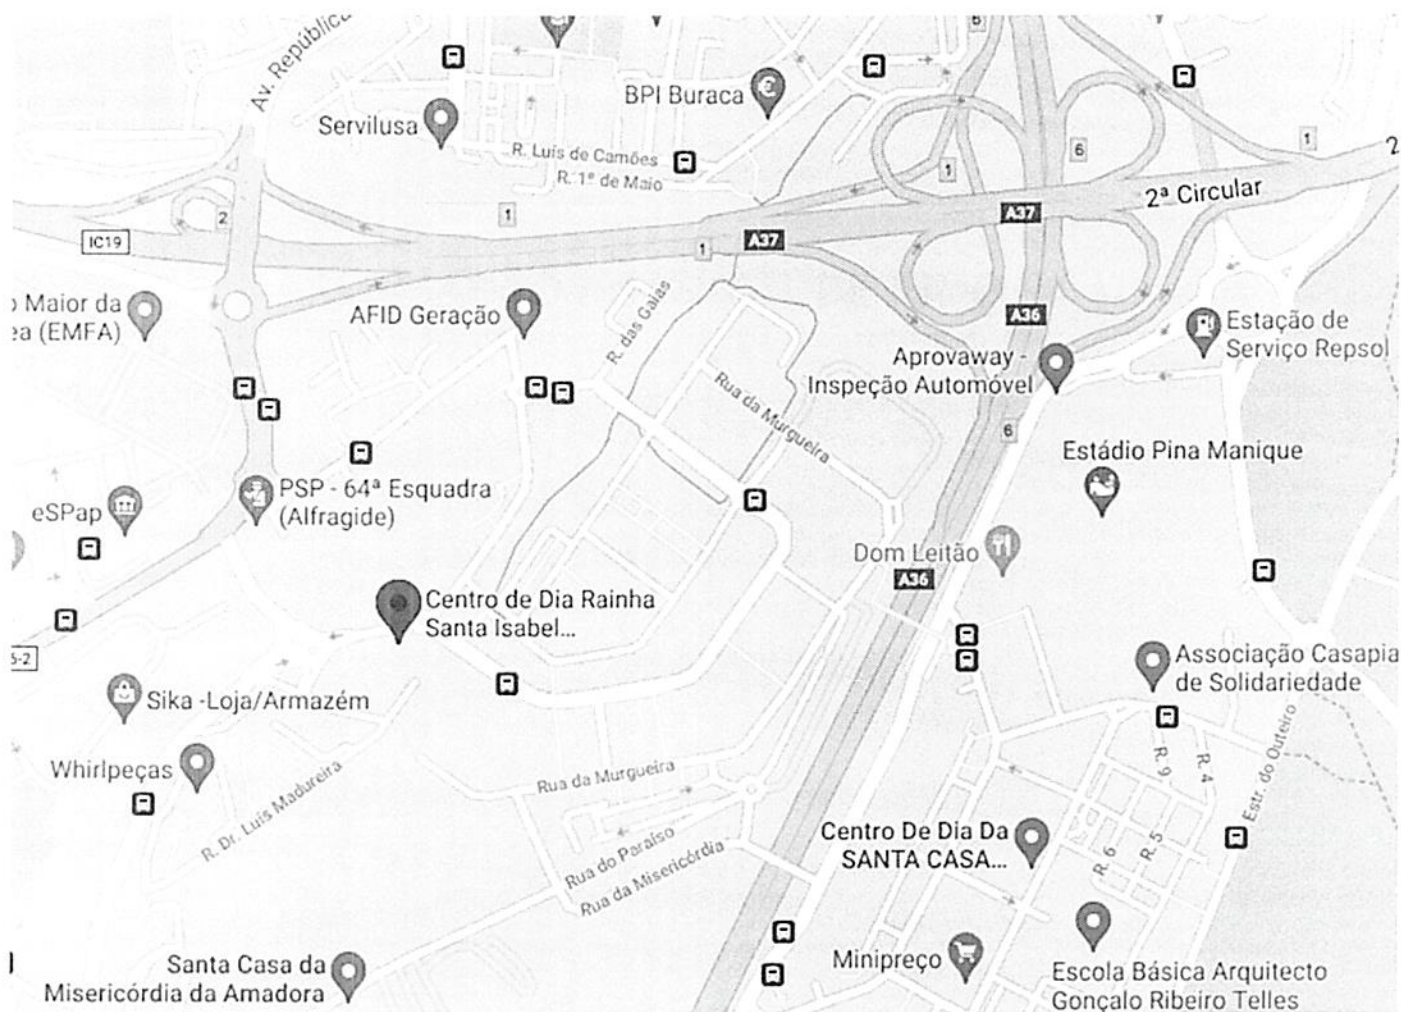 Av. República
6
BPI Buraca
Servilusa
R. Luís de Camões
R. 1º de Maio
1
6
1
2
2ª Circular
2
1
A37
A37
1
IC19
o Maior da
ea (EMFA)
AFID Geração
R. das Gaias
A36
Estação de
Serviço Repsol
Aprovaway -
Inspeção Automóvel
Rua da Murgueira
6
Estádio Pina Manique
PSP - 64ª Esquadra
(Alfragide)
eSPap
Dom Leitão
A36
Centro de Dia Rainha
Santa Isabel...
Associação Casapia
de Solidariedade
Sika -Loja/Armazém
Whirlpeças
R. Dr. Luís Madureira
Rua da Murgueira
Rua do Paraíso
Rua da Misericórdia
R. 9
R. 4
Estr. do Outeiro
Centro De Dia Da
SANTA CASA...
R. 6
R. 5
Santa Casa da
Misericórdia da Amadora
Minipreço
Escola Básica Arquitecto
Gonçalo Ribeiro Telles